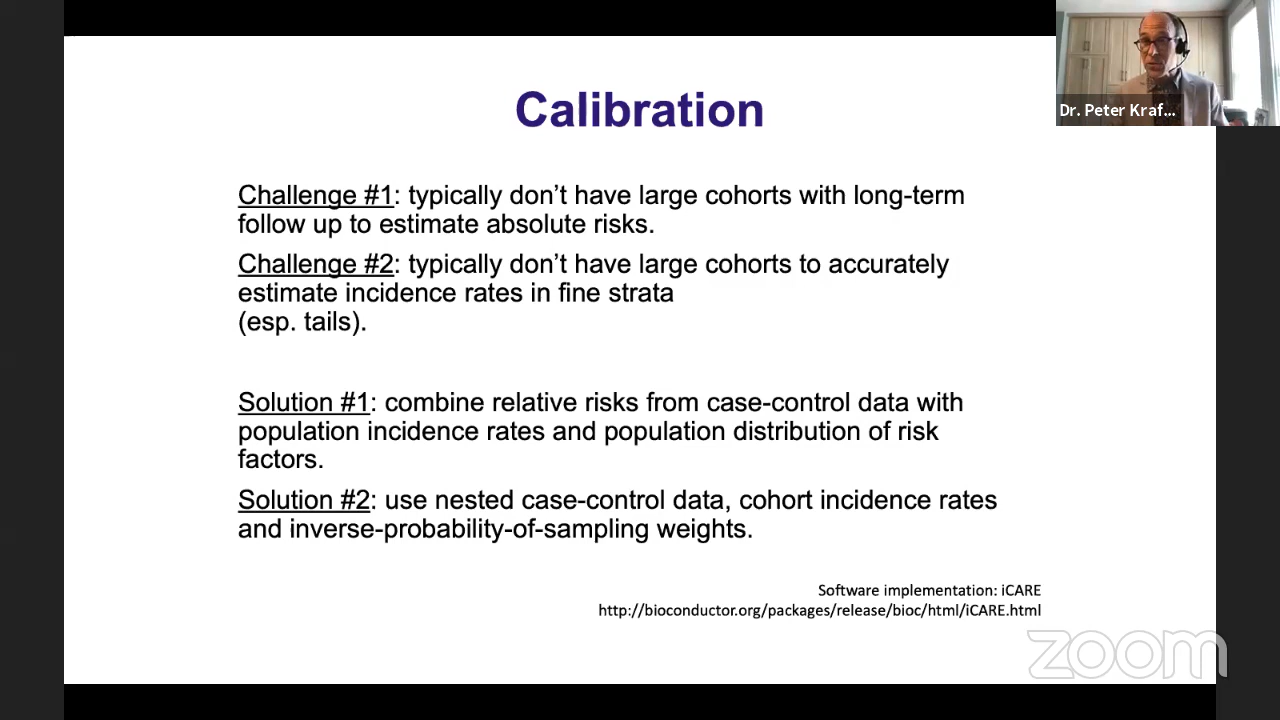 Calibration
Dr. Peter Kraf...
Challenge #1: typically don't have large cohorts with long-term
follow up to estimate absolute risks.
Challenge #2: typically don't have large cohorts to accurately
estimate incidence rates in fine strata
(esp. tails).
Solution #1: combine relative risks from case-control data with
population incidence rates and population distribution of risk
factors.
Solution #2: use nested case-control data, cohort incidence rates
and inverse-probability-of-sampling weights.
Software implementation: iCARE
http://bioconductor.org/packages/release/bioc/html/iCARE.html
zoom